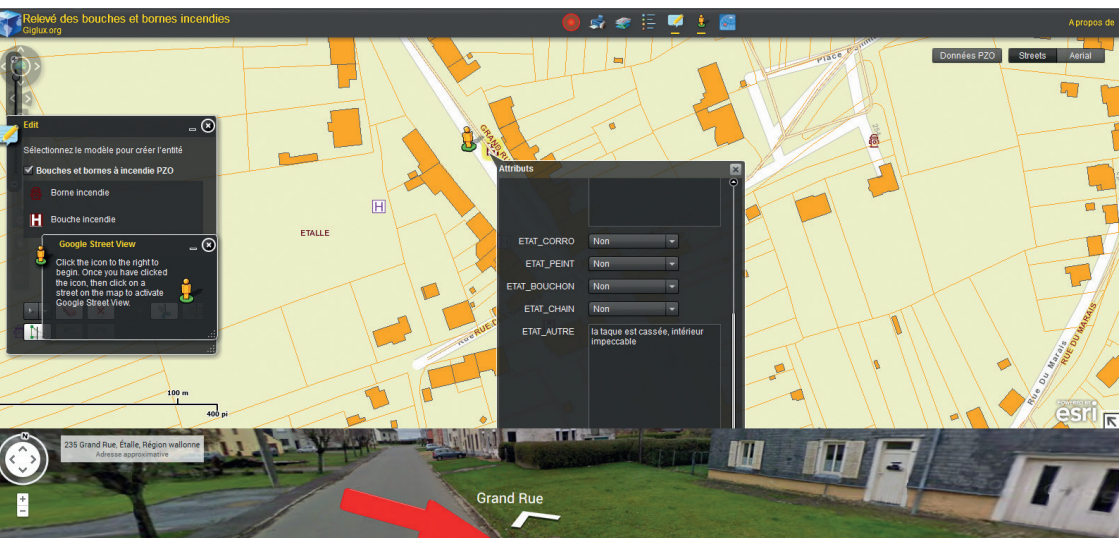 Relevé des bouches et bornes incendies
Giglux.org
A propos de
Données PZO
Streets
Aerial
Place
GRAND RU
Edit
Sélectionnez le modèle pour créer l'entité
Bouches et bornes à incendie PZO
Borne incendie
H Bouche incendie
Google Street View
Click the icon to the right to
begin. Once you have clicked
the icon, then click on a
street on the map to activate
Google Street View.
H
ETALLE
Attributs
ETAT_CORRO Non
ETAT_PEINT Non
ETAT_BOUCHON Non
ETAT_CHAIN Non
ETAT_AUTRE la taque est cassée, intérieur
impeccable
Rue Du Marais
RUE DU MARAIS
100 m
400 pi
POWERED BY
esri
N
235 Grand Rue, Étalle, Région wallonne
Adresse approximative
+
−
Grand Rue